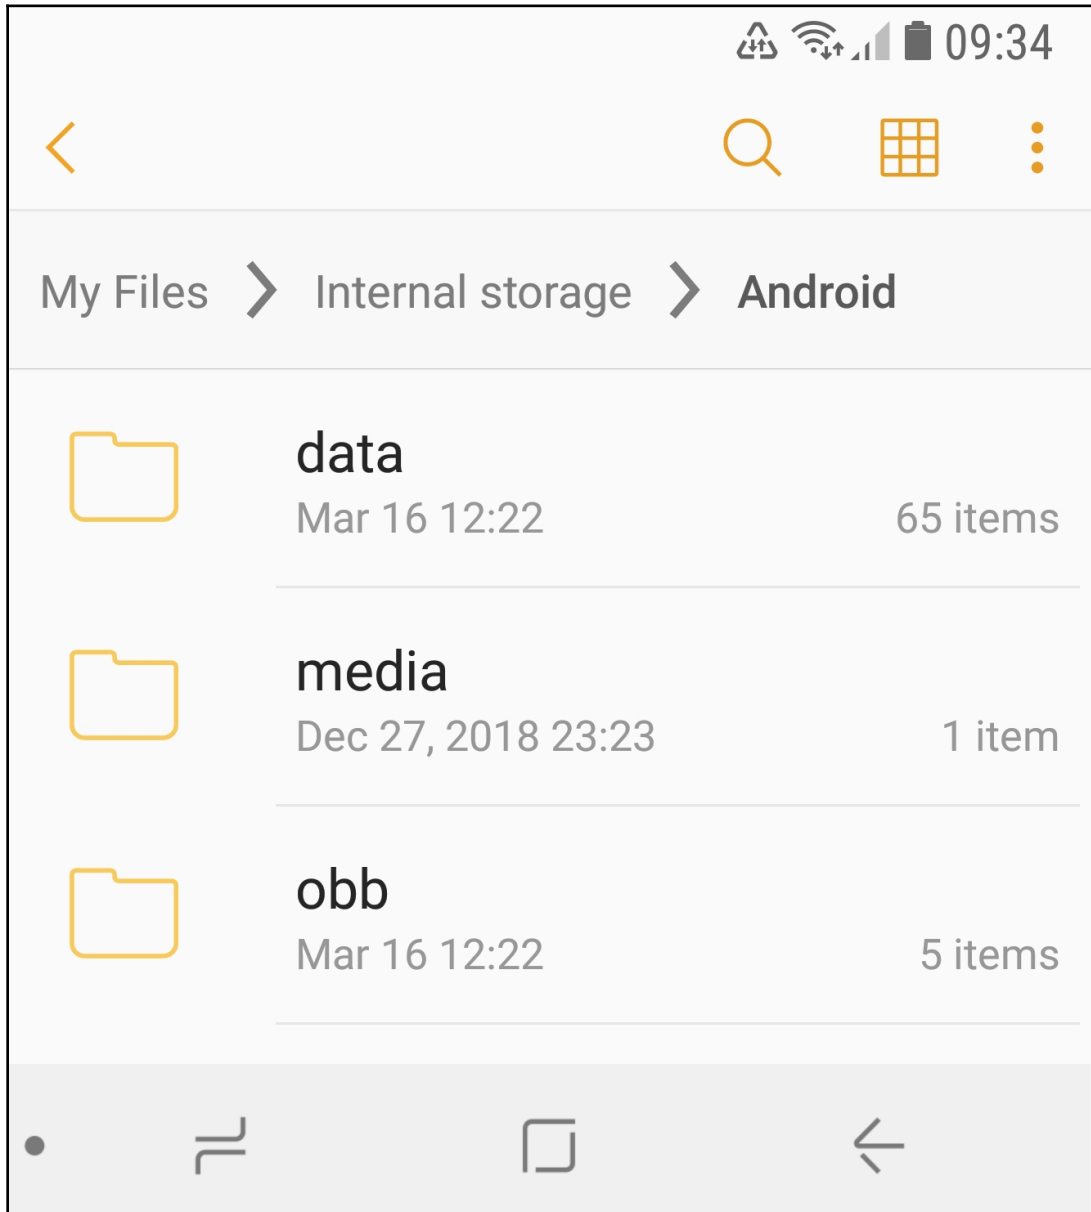 09:34
My Files Internal storage Android
data
Mar 16 12:22 65 items
media
Dec 27, 2018 23:23 1 item
obb
Mar 16 12:22 5 items